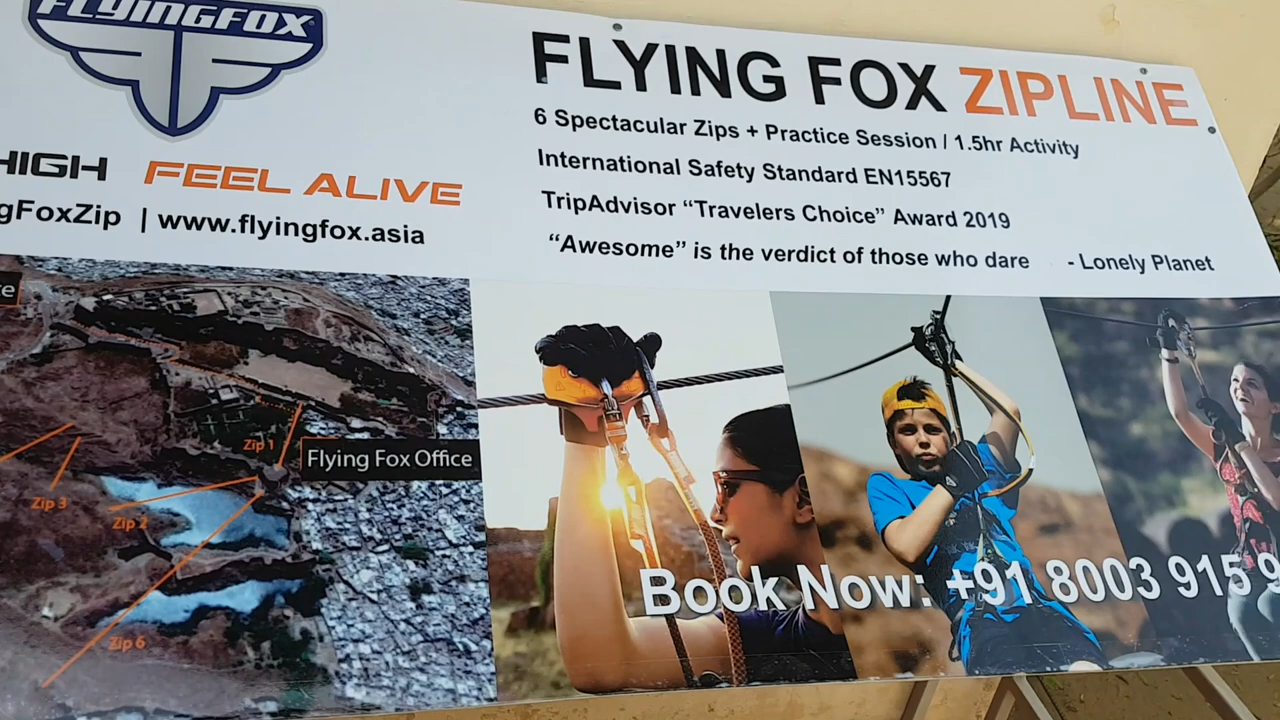 FLYINGFOX
HIGH FEEL ALIVE
gFoxZip | www.flyingfox.asia
FLYING FOX ZIPLINE
6 Spectacular Zips + Practice Session / 1.5hr Activity
International Safety Standard EN15567
TripAdvisor “Travelers Choice” Award 2019
“Awesome” is the verdict of those who dare - Lonely Planet
Zip 1
Flying Fox Office
Zip 3
Zip 2
Zip 6
Book Now: +91 8003 915 9